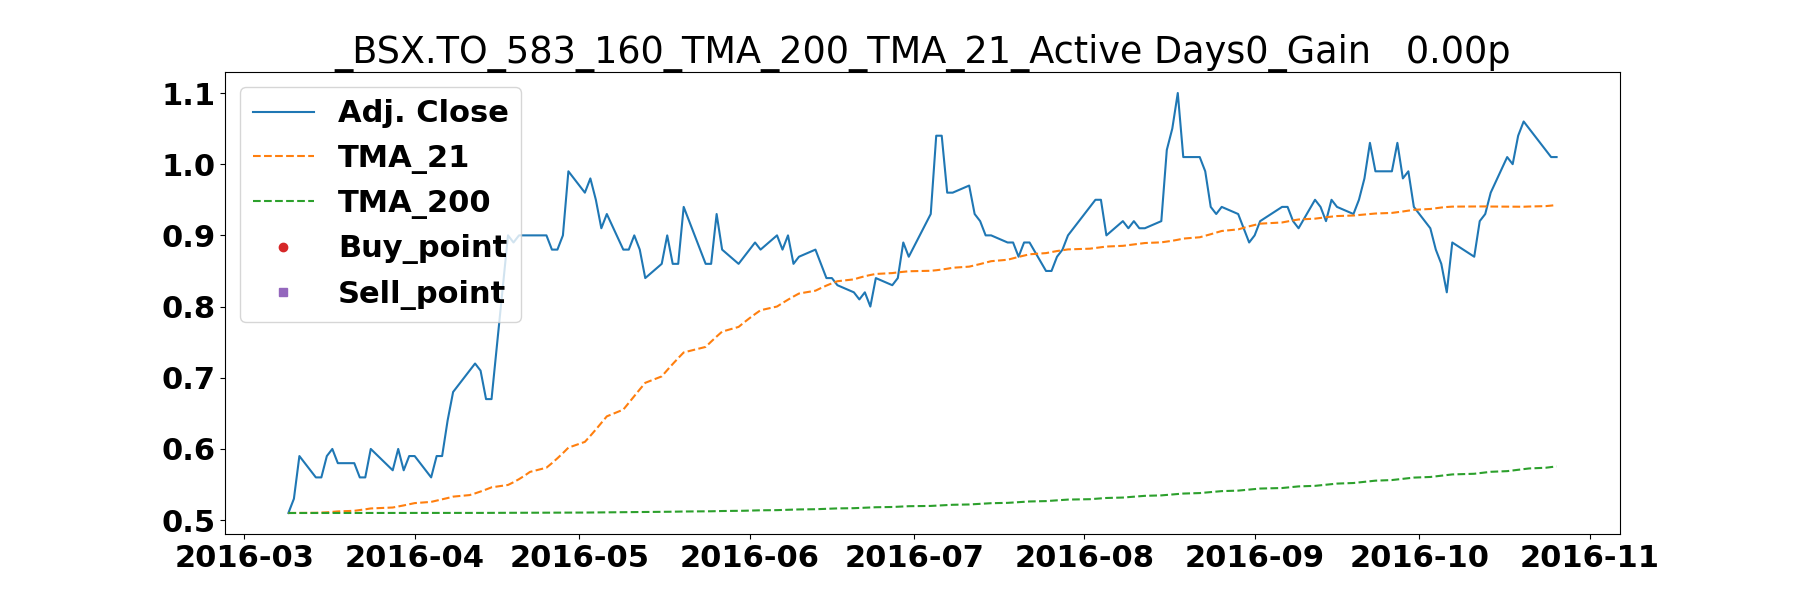 _BSX.TO_583_160_TMA_200_TMA_21_Active Days0_Gain   0.00p
1.1
1.0
0.9
0.8
0.7
0.6
0.5
Adj. Close
TMA_21
TMA_200
Buy_point
Sell_point
2016-03 2016-04 2016-05 2016-06 2016-07 2016-08 2016-09 2016-10 2016-11